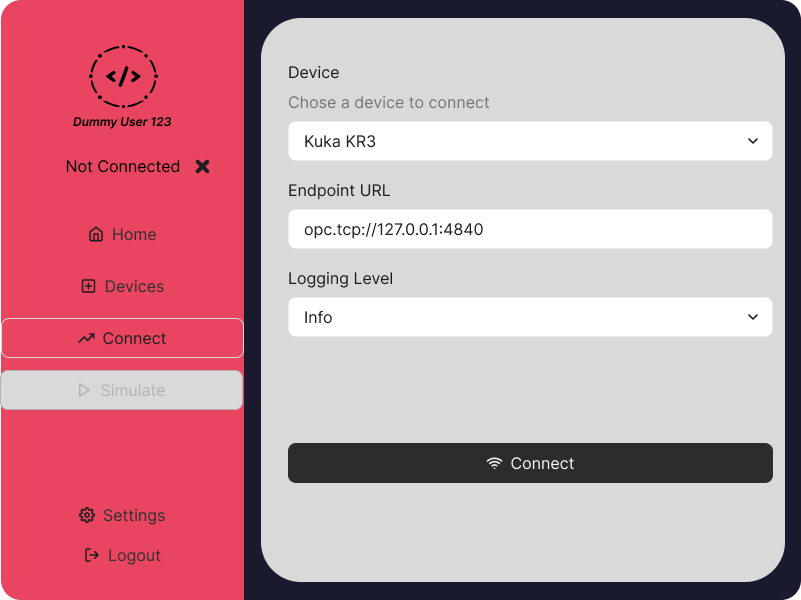 </>
Dummy User 123
Not Connected
Home
Devices
Connect
Simulate
Settings
Logout
Device
Chose a device to connect
Kuka KR3
Endpoint URL
opc.tcp://127.0.0.1:4840
Logging Level
Info
Connect